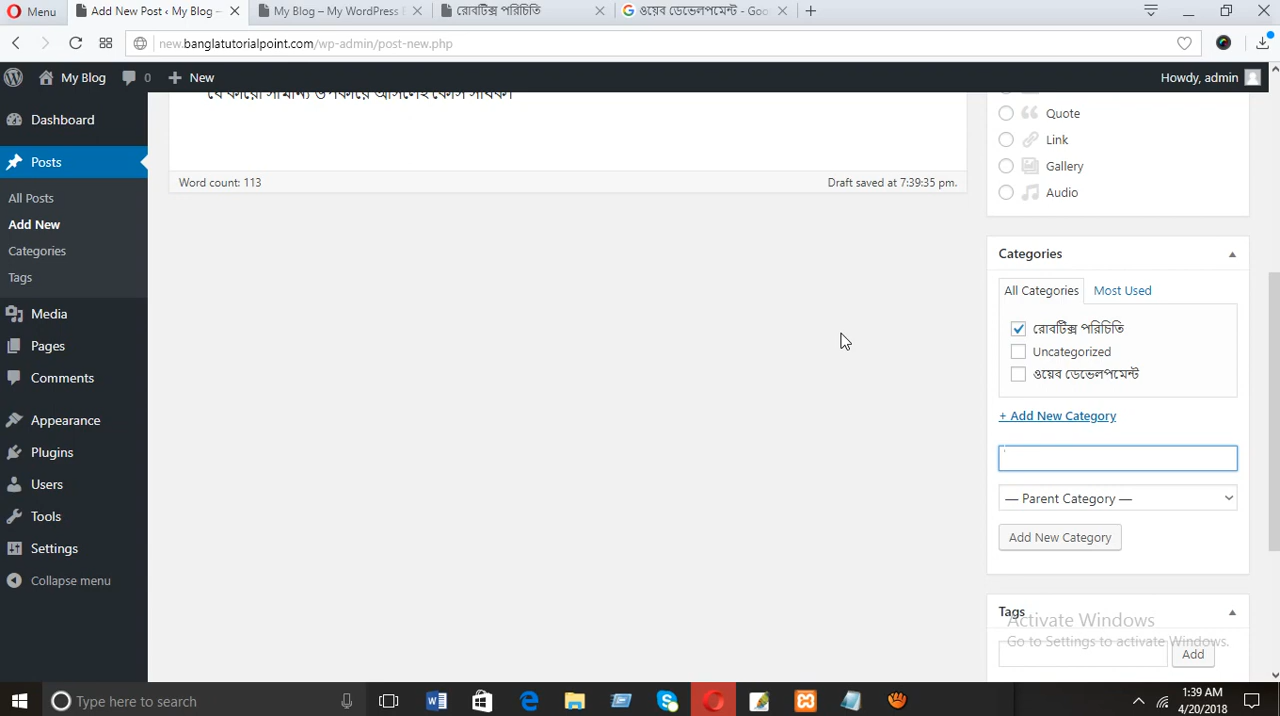 Menu
Add New Post ‹ My Blog –
My Blog – My WordPress
রোবটিক্স পরিচিতি
ওয়েব ডেভেলপমেন্ট - Goo
new.banglatutorialpoint.com/wp-admin/post-new.php
My Blog
0
New
Howdy, admin
Dashboard
Posts
All Posts
Add New
Categories
Tags
Media
Pages
Comments
Appearance
Plugins
Users
Tools
Settings
Collapse menu
যে কারো সামান্য উপকারে আসলেই
Word count: 113
Draft saved at 7:39:35 pm.
Quote
Link
Gallery
Audio
Categories
All Categories
Most Used
রোবটিক্স পরিচিতি
Uncategorized
ওয়েব ডেভেলপমেন্ট
+ Add New Category
— Parent Category —
Add New Category
Tags
Add
Activate Windows
Go to Settings to activate Windows.
Type here to search
1:39 AM
4/20/2018